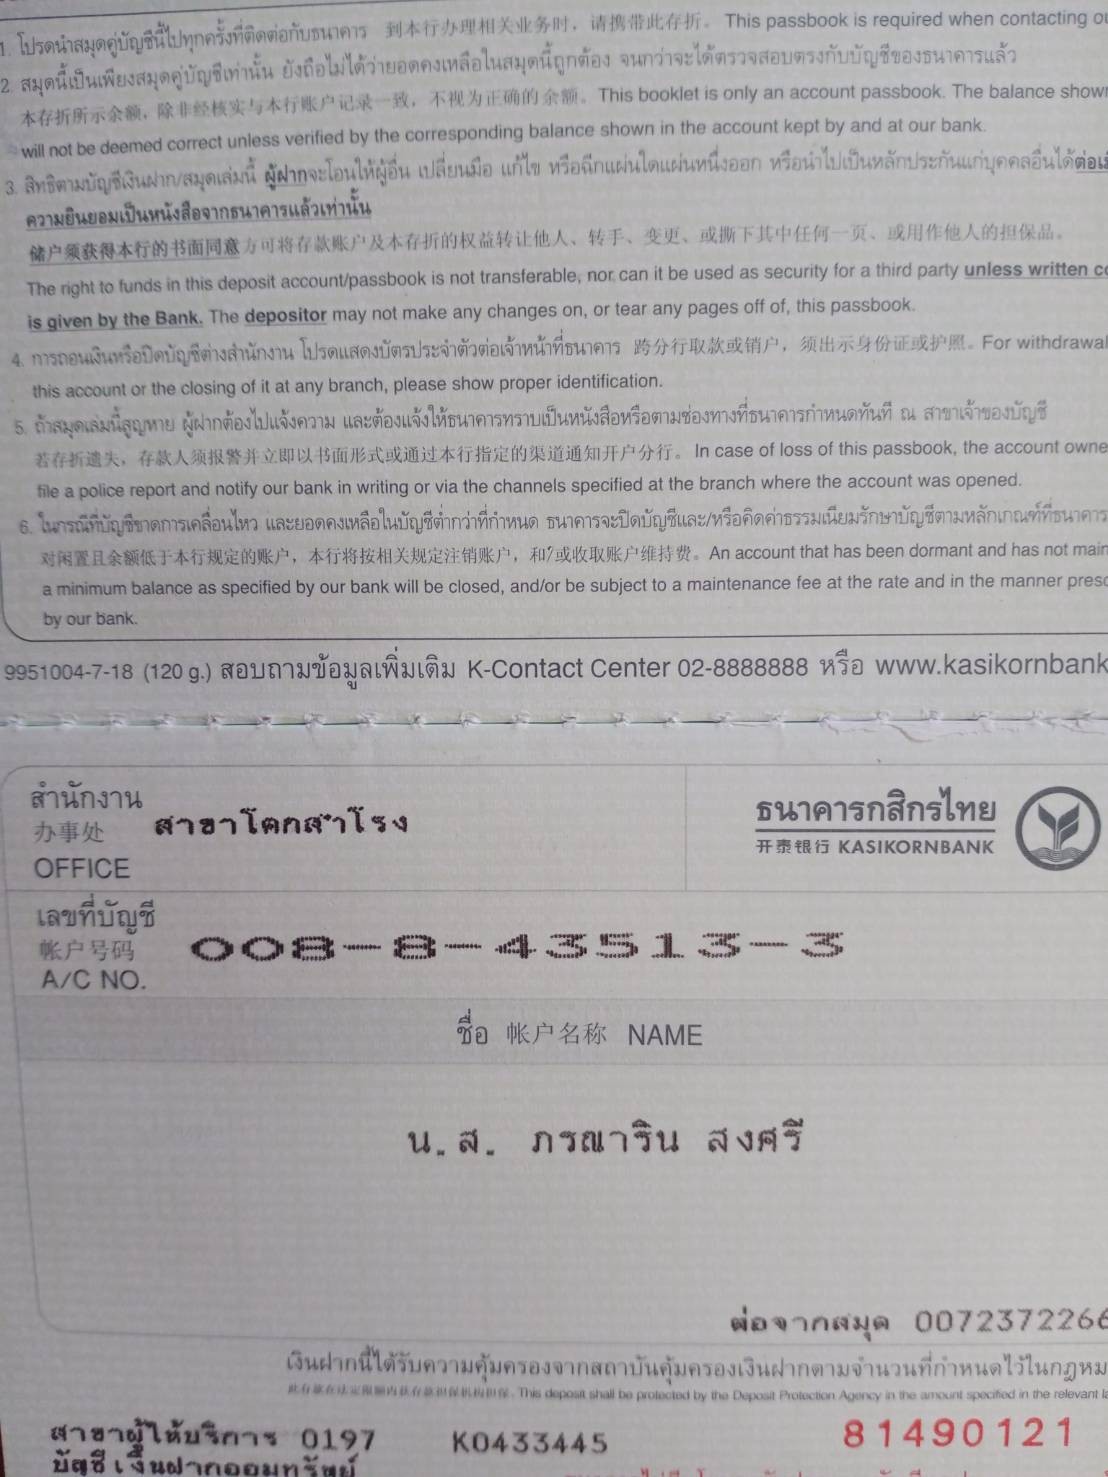 1. โปรดนำสมุดคู่บัญชีนี้ไปทุกครั้งที่ติดต่อกับธนาคาร 到本行办理相关业务时，请携带此存折。This passbook is required when contacting
2. สมุดนี้เป็นเพียงสมุดคู่บัญชีเท่านั้น ยังถือไม่ได้ว่ายอดคงเหลือในสมุดนี้ถูกต้อง จนกว่าจะได้ตรวจสอบตรงกับบัญชีของธนาคารแล้ว
本存折所示余额，除非经核实与本行账户记录一致，不视为正确的余额。This booklet is only an account passbook. The balance shown
will not be deemed correct unless verified by the corresponding balance shown in the account kept by and at our bank.
3. สิทธิตามบัญชีเงินฝาก/สมุดเล่มนี้ ผู้ฝากจะโอนให้ผู้อื่น เปลี่ยนมือ แก้ไข หรือฉีกแผ่นใดแผ่นหนึ่งออก หรือนำไปเป็นหลักประกันแก่บุคคลอื่นได้
ความยินยอมเป็นหนังสือจากธนาคารแล้วเท่านั้น
储户须获得本行的书面同意方可将存款账户及本存折的权益转让他人、转手、变更、或撕下其中任何一页、或用作他人的担保品。
The right to funds in this deposit account/passbook is not transferable, nor can it be used as security for a third party unless written
is given by the Bank. The depositor may not make any changes on, or tear any pages off of, this passbook.
4. การถอนเงินหรือปิดบัญชีต่างสำนักงาน โปรดแสดงบัตรประจำตัวต่อเจ้าหน้าที่ธนาคาร 跨分行取款或销户，须出示身份证或护照。For withdrawal
this account or the closing of it at any branch, please show proper identification.
5. ถ้าสมุดเล่มนี้สูญหาย ผู้ฝากต้องไปแจ้งความ และต้องแจ้งให้ธนาคารทราบเป็นหนังสือหรือตามช่องทางที่ธนาคารกำหนดทันที ณ สาขาเจ้าของบัญชี
若存折遗失，存款人须报警并立即以书面形式或通过本行指定的渠道通知开户分行。In case of loss of this passbook, the account
file a police report and notify our bank in writing or via the channels specified at the branch where the account was opened.
6. ในกรณีที่บัญชีขาดการเคลื่อนไหว และยอดคงเหลือในบัญชีต่ำกว่าที่กำหนด ธนาคารจะปิดบัญชีและ/หรือคิดค่าธรรมเนียมรักษาบัญชีตามหลักเกณฑ์ที่ธนาคาร
对闲置且余额低于本行规定的账户，本行将按相关规定注销账户，和/或收取账户维持费。An account that has been dormant and has not
a minimum balance as specified by our bank will be closed, and/or be subject to a maintenance fee at the rate and in the manner
by our bank.
9951004-7-18 (120 g.) สอบถามข้อมูลเพิ่มเติม K-Contact Center 02-8888888 หรือ www.kasikornbank
สำนักงาน
办事处
OFFICE
สาขาโคกสำโรง
ธนาคารกสิกรไทย
开泰银行 KASIKORNBANK
เลขที่บัญชี
帐户号码
A/C NO.
008-8-43513-3
ชื่อ 帐户名称 NAME
น.ส. ภรณาริน สงศรี
ต่อจากสมุด 0072372266
เงินฝากนี้ได้รับความคุ้มครองจากสถาบันคุ้มครองเงินฝากตามจำนวนที่กำหนดไว้ในกฎหม
This deposit shall be protected by the Deposit Protection Agency in the amount specified in the relevant
สาขาผู้ให้บริการ 0197 K0433445 81490121
บัญชีเงินฝากออมทรัพย์